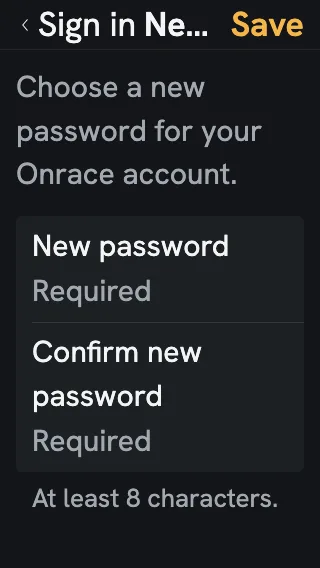 Sign in Ne... Save
Choose a new
password for your
Onrace account.
New password
Required
Confirm new
password
Required
At least 8 characters.